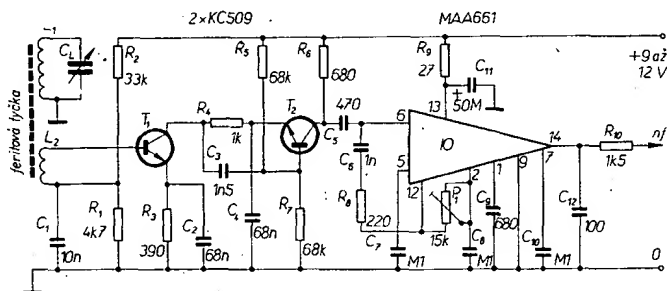 2×KC509 MAA661
-1
C_L
R2
33k
R5
68k
R6
680
R9
27
C11
50M
+
+9 až
12 V
feritová tyčka
L2
T1
R4
1k
T2
C5
470
C3
1n5
C6
1n
6
13
IO
14
R10
1k5
nf
5
12
2
1
9
7
P1
15k
R8
220
C1
10n
R1
4k7
R3
390
C2
68n
C4
68n
R7
68k
C7
M1
C8
M1
C9
680
C10
M1
C12
100
0